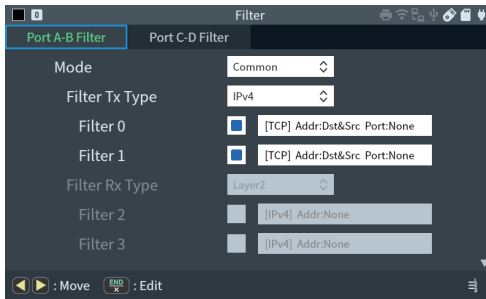 0 Filter
Port A-B Filter Port C-D Filter
Mode Common
Filter Tx Type IPv4
Filter 0 [TCP] Addr:Dst&Src Port:None
Filter 1 [TCP] Addr:Dst&Src Port:None
Filter Rx Type Layer2
Filter 2 [IPv4] Addr:None
Filter 3 [IPv4] Addr:None
: Move END × : Edit